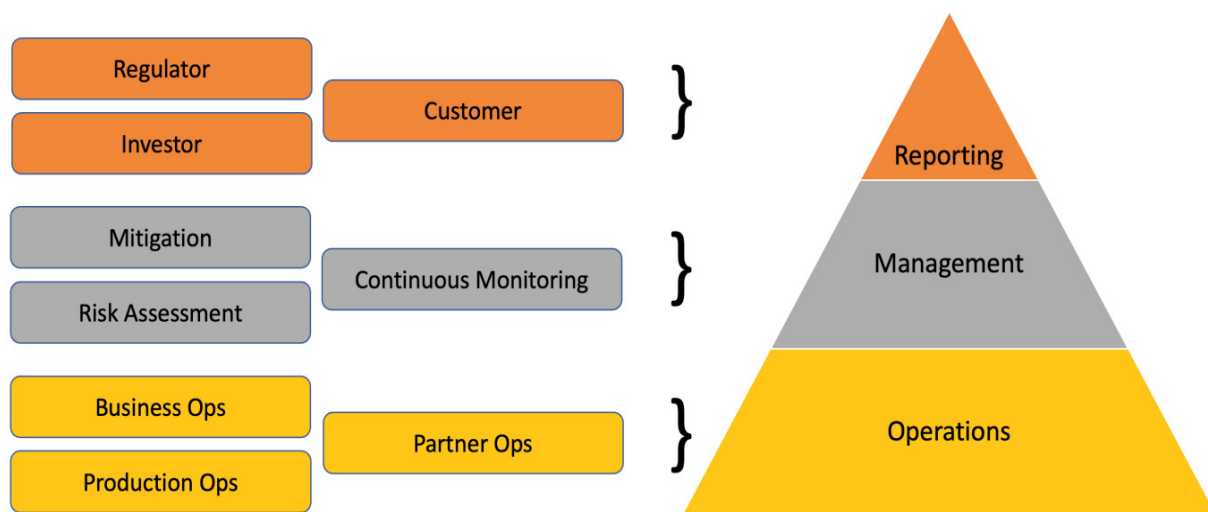 Regulator
Investor
Customer
}
Reporting
Mitigation
Risk Assessment
Continuous Monitoring
}
Management
Business Ops
Production Ops
Partner Ops
}
Operations